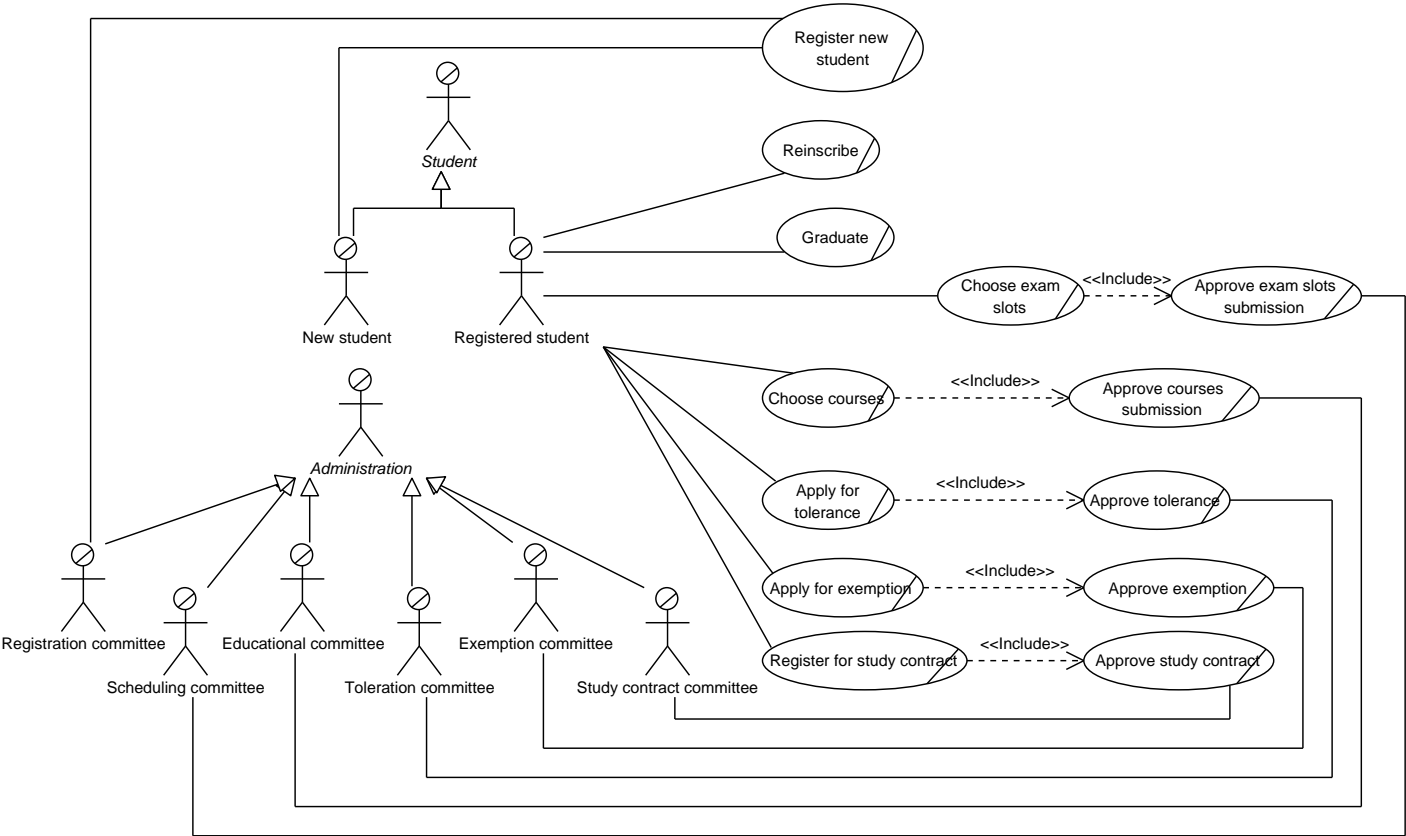 Register new
student
Student
Reinscribe
Graduate
New student
Registered student
Choose exam
slots
<<Include>>
Approve exam slots
submission
Administration
Choose courses
<<Include>>
Approve courses
submission
Apply for
tolerance
<<Include>>
Approve tolerance
Apply for exemption
<<Include>>
Approve exemption
Register for study contract
<<Include>>
Approve study contract
Registration committee
Educational committee
Exemption committee
Scheduling committee
Toleration committee
Study contract committee